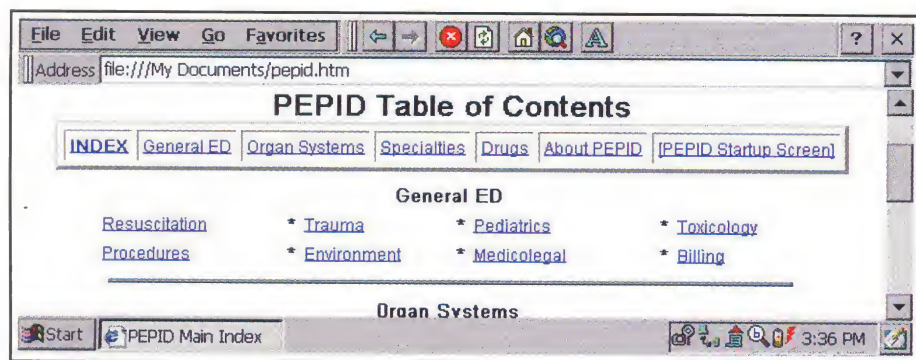 File Edit View Go Favorites ? ×
Address file:///My Documents/pepid.htm
PEPID Table of Contents
INDEX General ED Organ Systems Specialties Drugs About PEPID [PEPID Startup Screen]
General ED
Resuscitation * Trauma * Pediatrics * Toxicology
Procedures * Environment * Medicolegal * Billing
Organ Systems
Start PEPID Main Index 3:36 PM